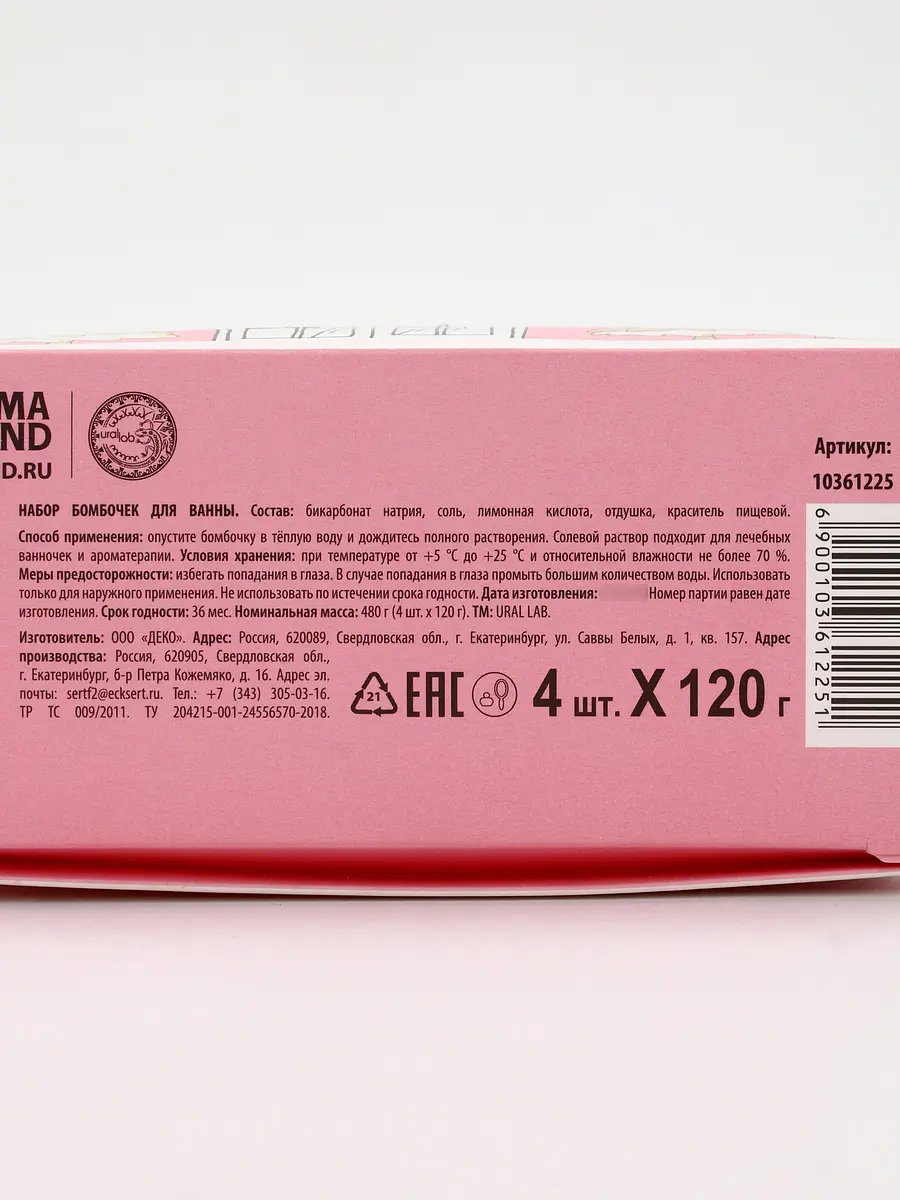 МА
ND
D.RU
ural lab
Артикул:
10361225
НАБОР БОМБОЧЕК ДЛЯ ВАННЫ. Состав: бикарбонат натрия, соль, лимонная кислота, отдушка, краситель пищевой.
Способ применения: опустите бомбочку в тёплую воду и дождитесь полного растворения. Солевой раствор подходит для лечебных
ванночек и ароматерапии. Условия хранения: при температуре от +5 °C до +25 °C и относительной влажности не более 70 %.
Меры предосторожности: избегать попадания в глаза. В случае попадания в глаза промыть большим количеством воды. Использовать
только для наружного применения. Не использовать по истечении срока годности. Дата изготовления: Номер партии равен дате
изготовления. Срок годности: 36 мес. Номинальная масса: 480 г (4 шт. х 120 г). ТМ: URAL LAB.
Изготовитель: ООО «ДЕКО». Адрес: Россия, 620089, Свердловская обл., г. Екатеринбург, ул. Саввы Белых, д. 1, кв. 157. Адрес
производства: Россия, 620905, Свердловская обл.,
г. Екатеринбург, б-р Петра Кожемяко, д. 16. Адрес эл.
почты: sertf2@ecksert.ru. Тел.: +7 (343) 305-03-16.
ТР ТС 009/2011. ТУ 204215-001-24556570-2018.
21
EAC
4 шт. X 120 г
6900103612251